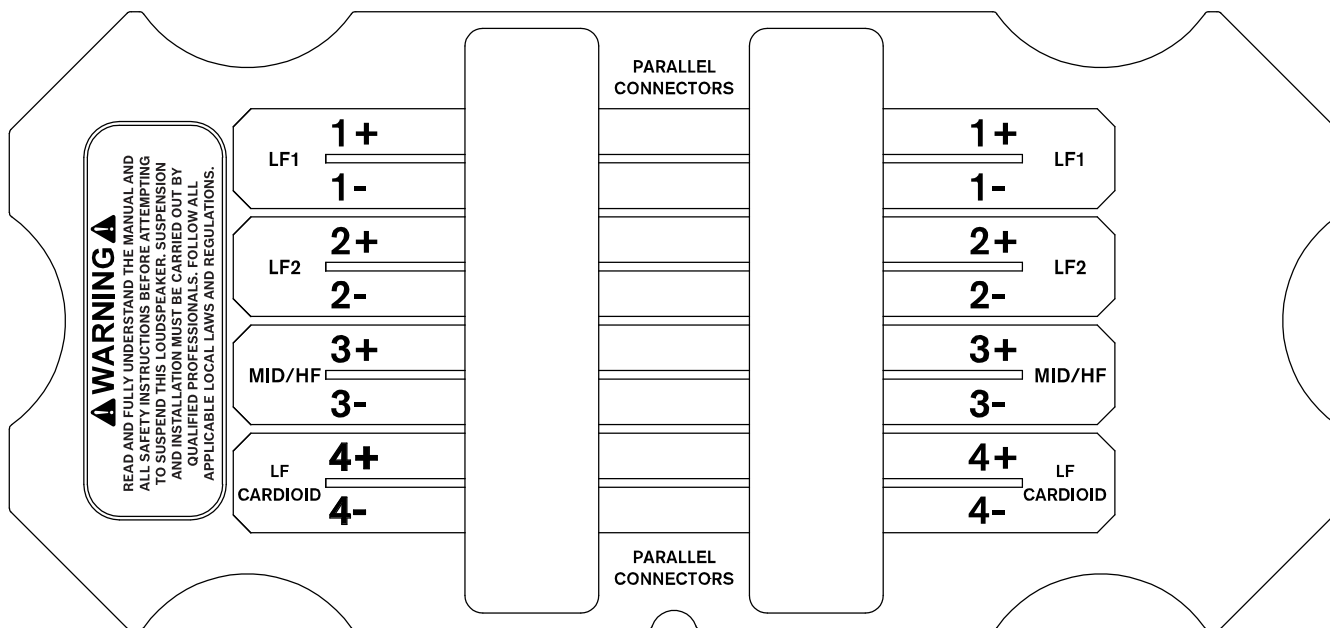 PARALLEL
CONNECTORS
⚠WARNING⚠
READ AND FULLY UNDERSTAND THE MANUAL AND
ALL SAFETY INSTRUCTIONS BEFORE ATTEMPTING
TO SUSPEND THIS LOUDSPEAKER. SUSPENSION
AND INSTALLATION MUST BE CARRIED OUT BY
QUALIFIED PROFESSIONALS. FOLLOW ALL
APPLICABLE LOCAL LAWS AND REGULATIONS.
LF1
1+
1-
1+
1-
LF1
LF2
2+
2-
2+
2-
LF2
MID/HF
3+
3-
3+
3-
MID/HF
LF
CARDIOID
4+
4-
4+
4-
LF
CARDIOID
PARALLEL
CONNECTORS